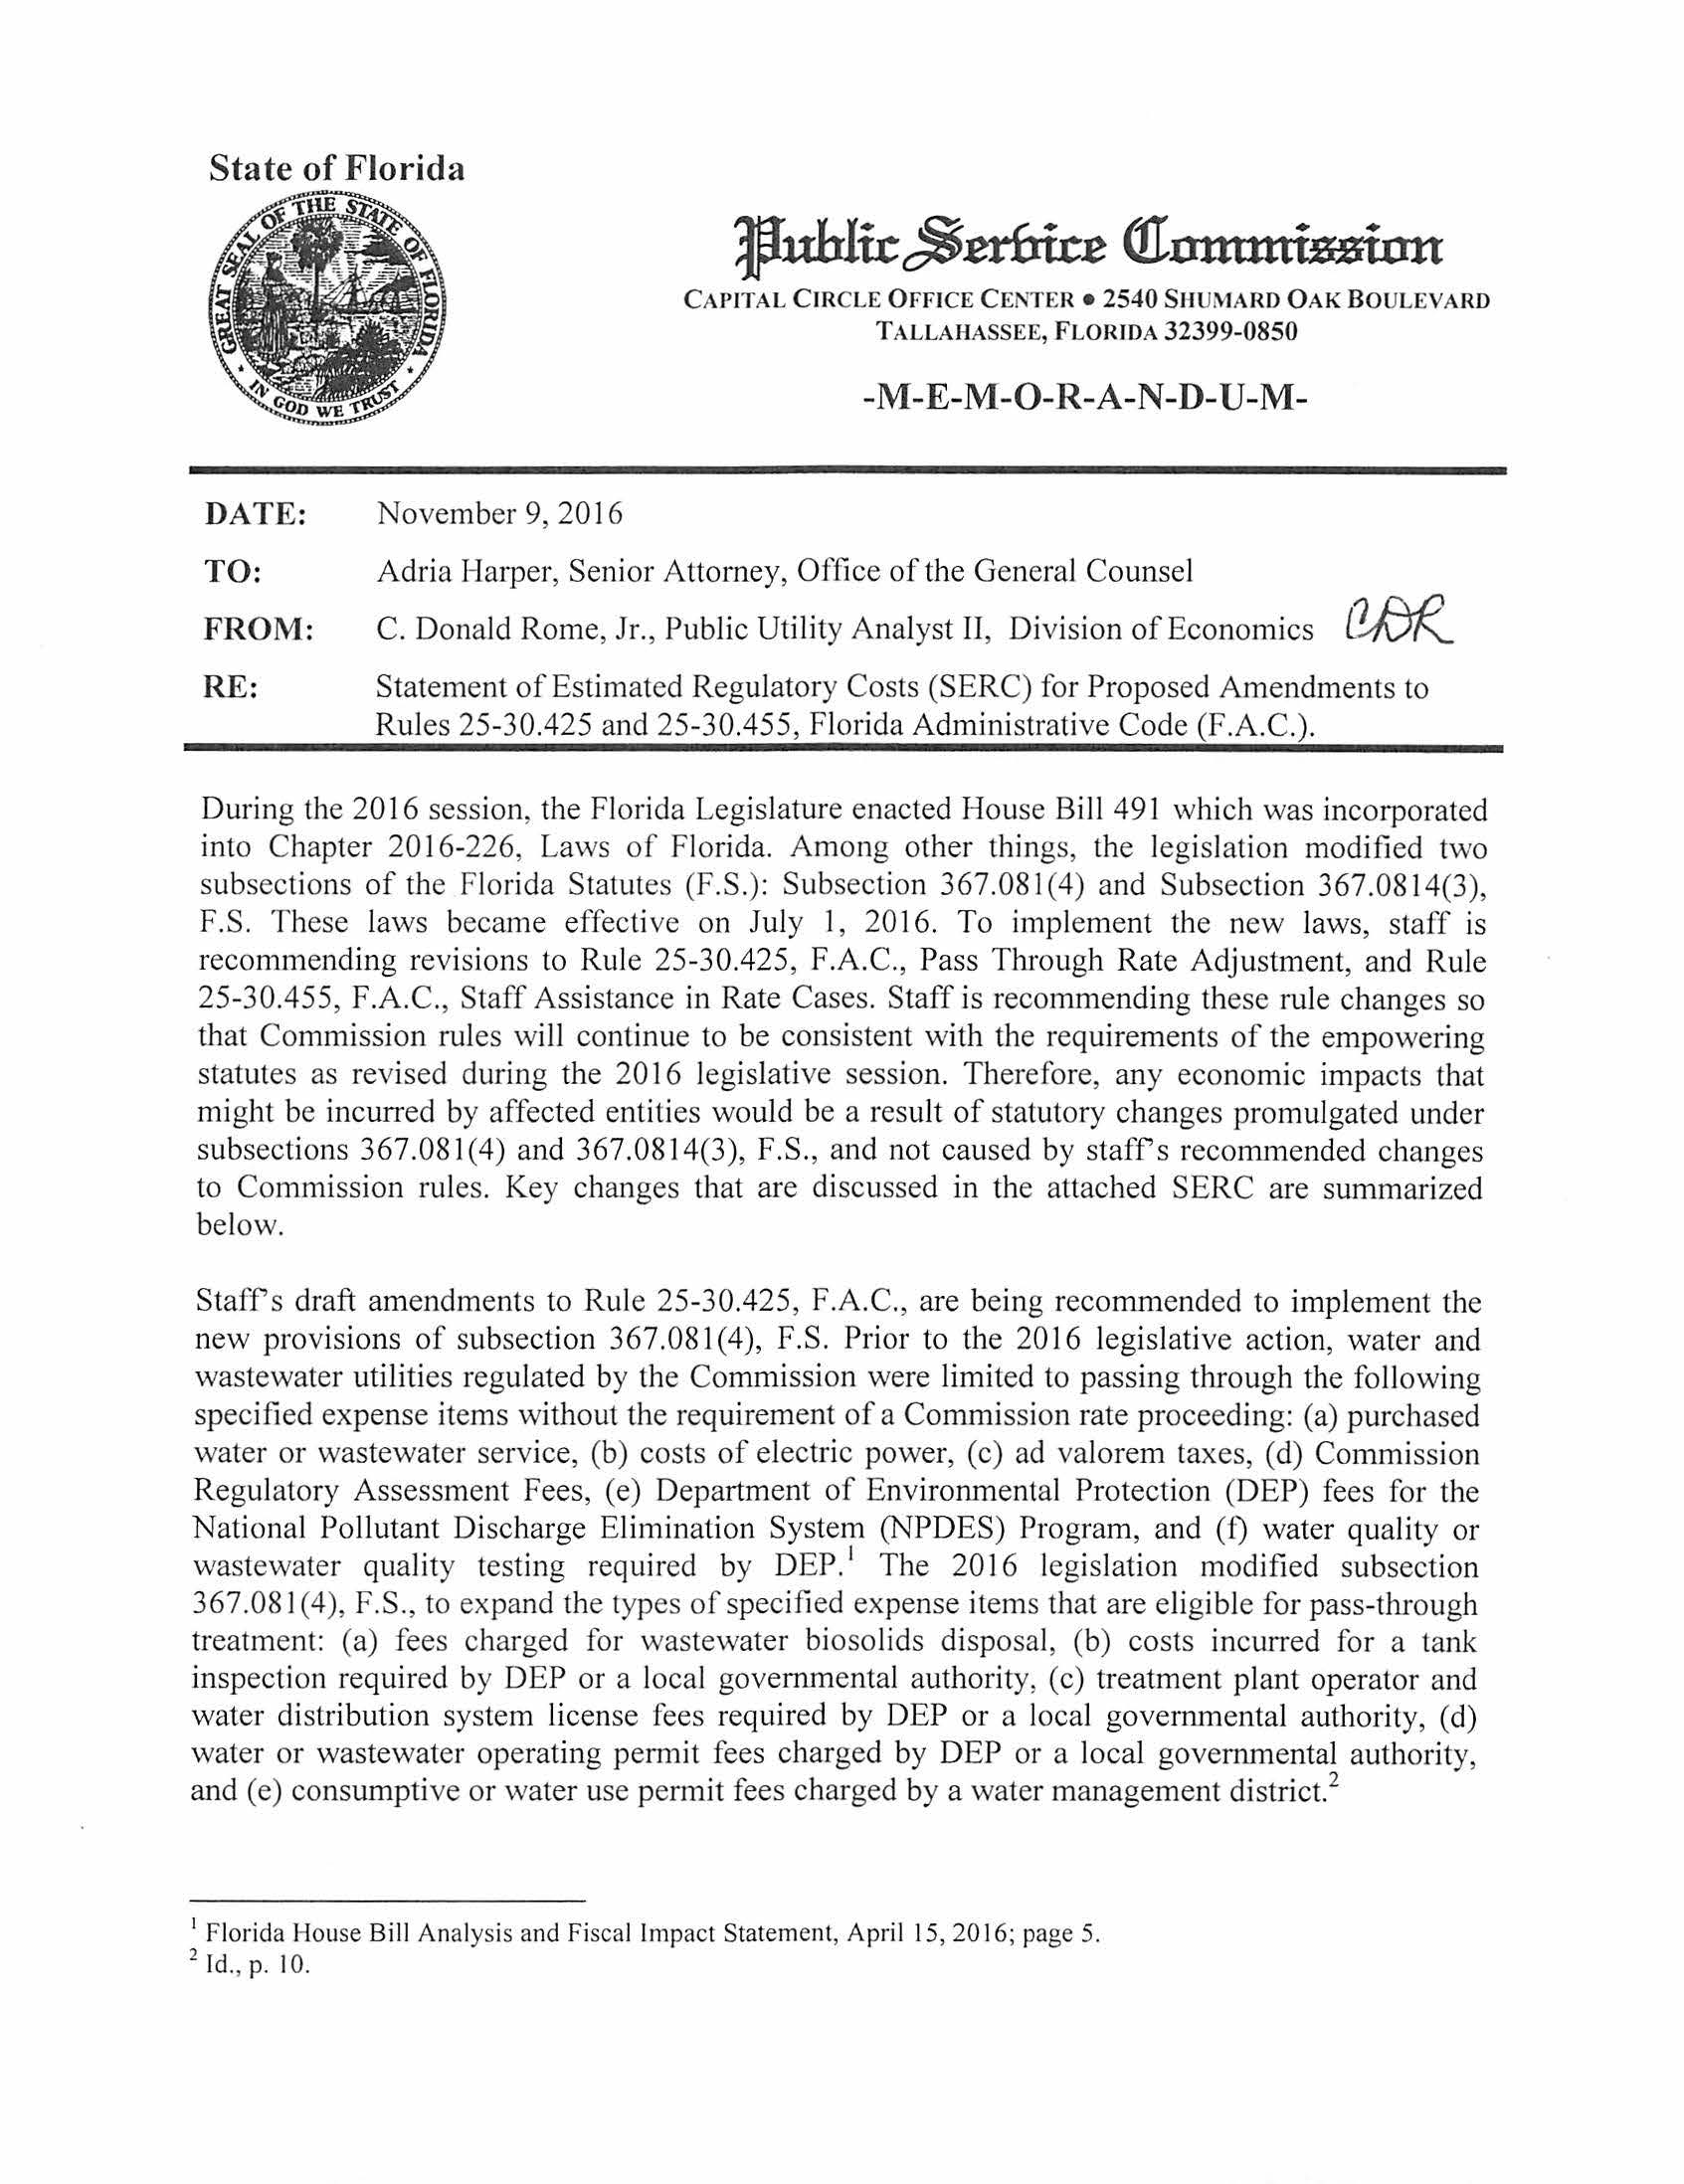 State of Florida
GREAT SEAL OF THE STATE OF FLORIDA
IN GOD WE TRUST
Public Service Commission
CAPITAL CIRCLE OFFICE CENTER • 2540 SHUMARD OAK BOULEVARD
TALLAHASSEE, FLORIDA 32399-0850
-M-E-M-O-R-A-N-D-U-M-
DATE: November 9, 2016
TO: Adria Harper, Senior Attorney, Office of the General Counsel
FROM: C. Donald Rome, Jr., Public Utility Analyst II, Division of Economics CDR
RE: Statement of Estimated Regulatory Costs (SERC) for Proposed Amendments to
Rules 25-30.425 and 25-30.455, Florida Administrative Code (F.A.C.).
During the 2016 session, the Florida Legislature enacted House Bill 491 which was incorporated
into Chapter 2016-226, Laws of Florida. Among other things, the legislation modified two
subsections of the Florida Statutes (F.S.): Subsection 367.081(4) and Subsection 367.0814(3),
F.S. These laws became effective on July 1, 2016. To implement the new laws, staff is
recommending revisions to Rule 25-30.425, F.A.C., Pass Through Rate Adjustment, and Rule
25-30.455, F.A.C., Staff Assistance in Rate Cases. Staff is recommending these rule changes so
that Commission rules will continue to be consistent with the requirements of the empowering
statutes as revised during the 2016 legislative session. Therefore, any economic impacts that
might be incurred by affected entities would be a result of statutory changes promulgated under
subsections 367.081(4) and 367.0814(3), F.S., and not caused by staff's recommended changes
to Commission rules. Key changes that are discussed in the attached SERC are summarized
below.
Staff's draft amendments to Rule 25-30.425, F.A.C., are being recommended to implement the
new provisions of subsection 367.081(4), F.S. Prior to the 2016 legislative action, water and
wastewater utilities regulated by the Commission were limited to passing through the following
specified expense items without the requirement of a Commission rate proceeding: (a) purchased
water or wastewater service, (b) costs of electric power, (c) ad valorem taxes, (d) Commission
Regulatory Assessment Fees, (e) Department of Environmental Protection (DEP) fees for the
National Pollutant Discharge Elimination System (NPDES) Program, and (f) water quality or
wastewater quality testing required by DEP.¹ The 2016 legislation modified subsection
367.081(4), F.S., to expand the types of specified expense items that are eligible for pass-through
treatment: (a) fees charged for wastewater biosolids disposal, (b) costs incurred for a tank
inspection required by DEP or a local governmental authority, (c) treatment plant operator and
water distribution system license fees required by DEP or a local governmental authority, (d)
water or wastewater operating permit fees charged by DEP or a local governmental authority,
and (e) consumptive or water use permit fees charged by a water management district.²
¹ Florida House Bill Analysis and Fiscal Impact Statement, April 15, 2016; page 5.
² Id., p. 10.